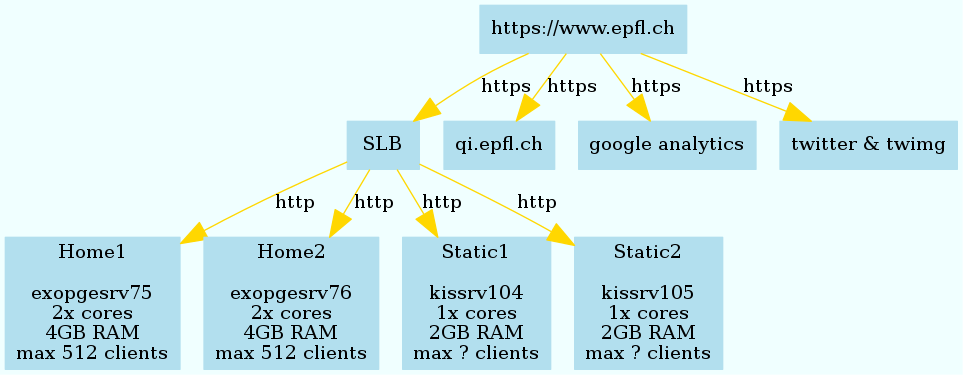 https://www.epfl.ch
https
https
https
https
SLB
qi.epfl.ch
google analytics
twitter & twimg
http
http
http
http
Home1
exopgesrv75
2x cores
4GB RAM
max 512 clients
Home2
exopgesrv76
2x cores
4GB RAM
max 512 clients
Static1
kissrv104
1x cores
2GB RAM
max ? clients
Static2
kissrv105
1x cores
2GB RAM
max ? clients